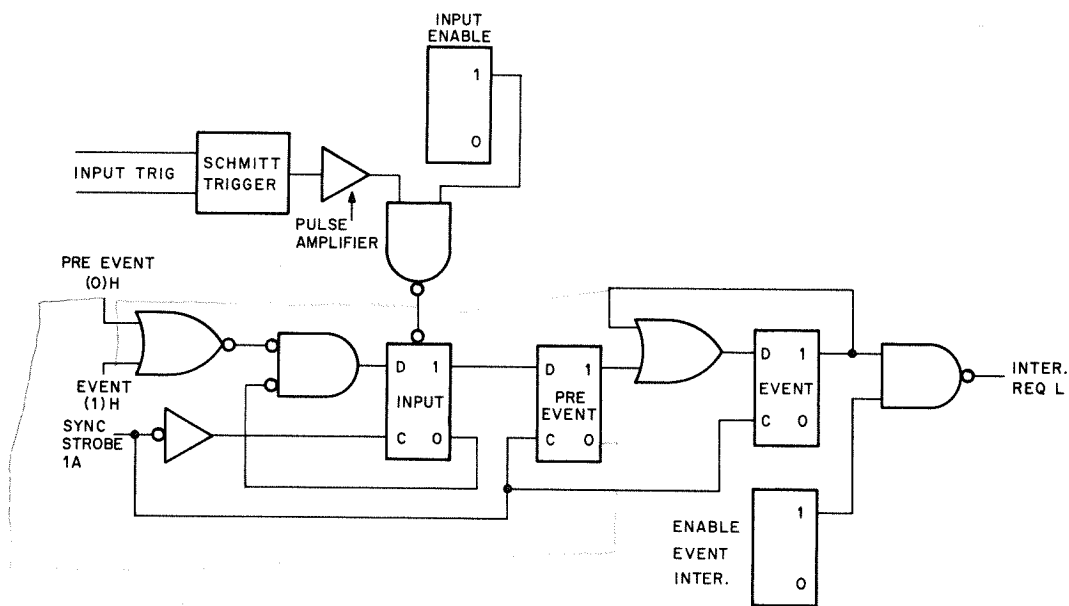 INPUT
ENABLE
1
0
INPUT TRIG
SCHMITT
TRIGGER
PULSE
AMPLIFIER
PRE EVENT
(0)H
EVENT
(1)H
SYNC
STROBE
1A
D 1
INPUT
C 0
D 1
PRE
EVENT
C 0
D 1
EVENT
C 0
INTER.
REQ L
ENABLE
EVENT
INTER.
1
0